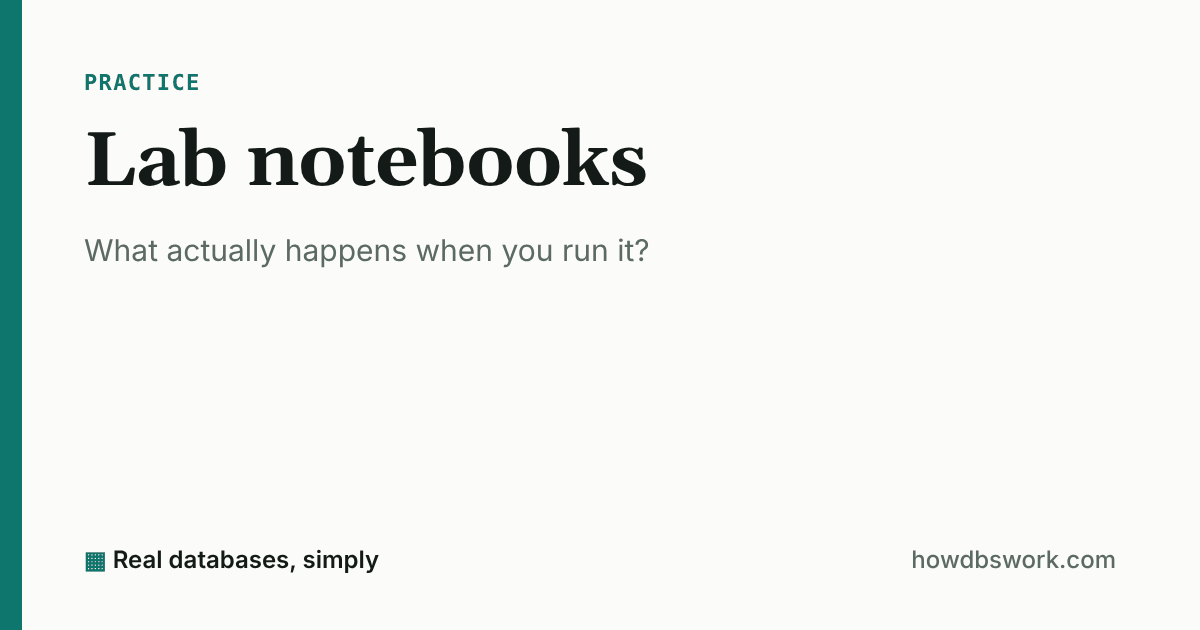 PRACTICE
Lab notebooks
What actually happens when you run it?
Real databases, simply
howdbswork.com